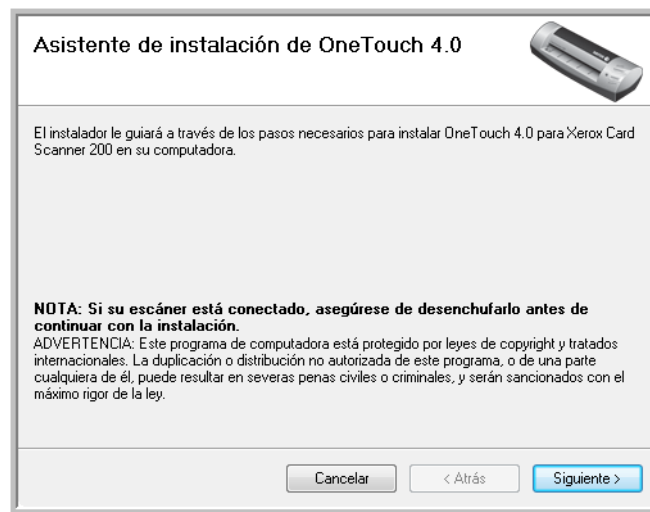 Asistente de instalación de OneTouch 4.0
El instalador le guiará a través de los pasos necesarios para instalar OneTouch 4.0 para Xerox Card
Scanner 200 en su computadora.
NOTA: Si su escáner está conectado, asegúrese de desenchufarlo antes de
continuar con la instalación.
ADVERTENCIA: Este programa de computadora está protegido por leyes de copyright y tratados
internacionales. La duplicación o distribución no autorizada de este programa, o de una parte
cualquiera de él, puede resultar en severas penas civiles o criminales, y serán sancionados con el
máximo rigor de la ley.
Cancelar < Atrás Siguiente >